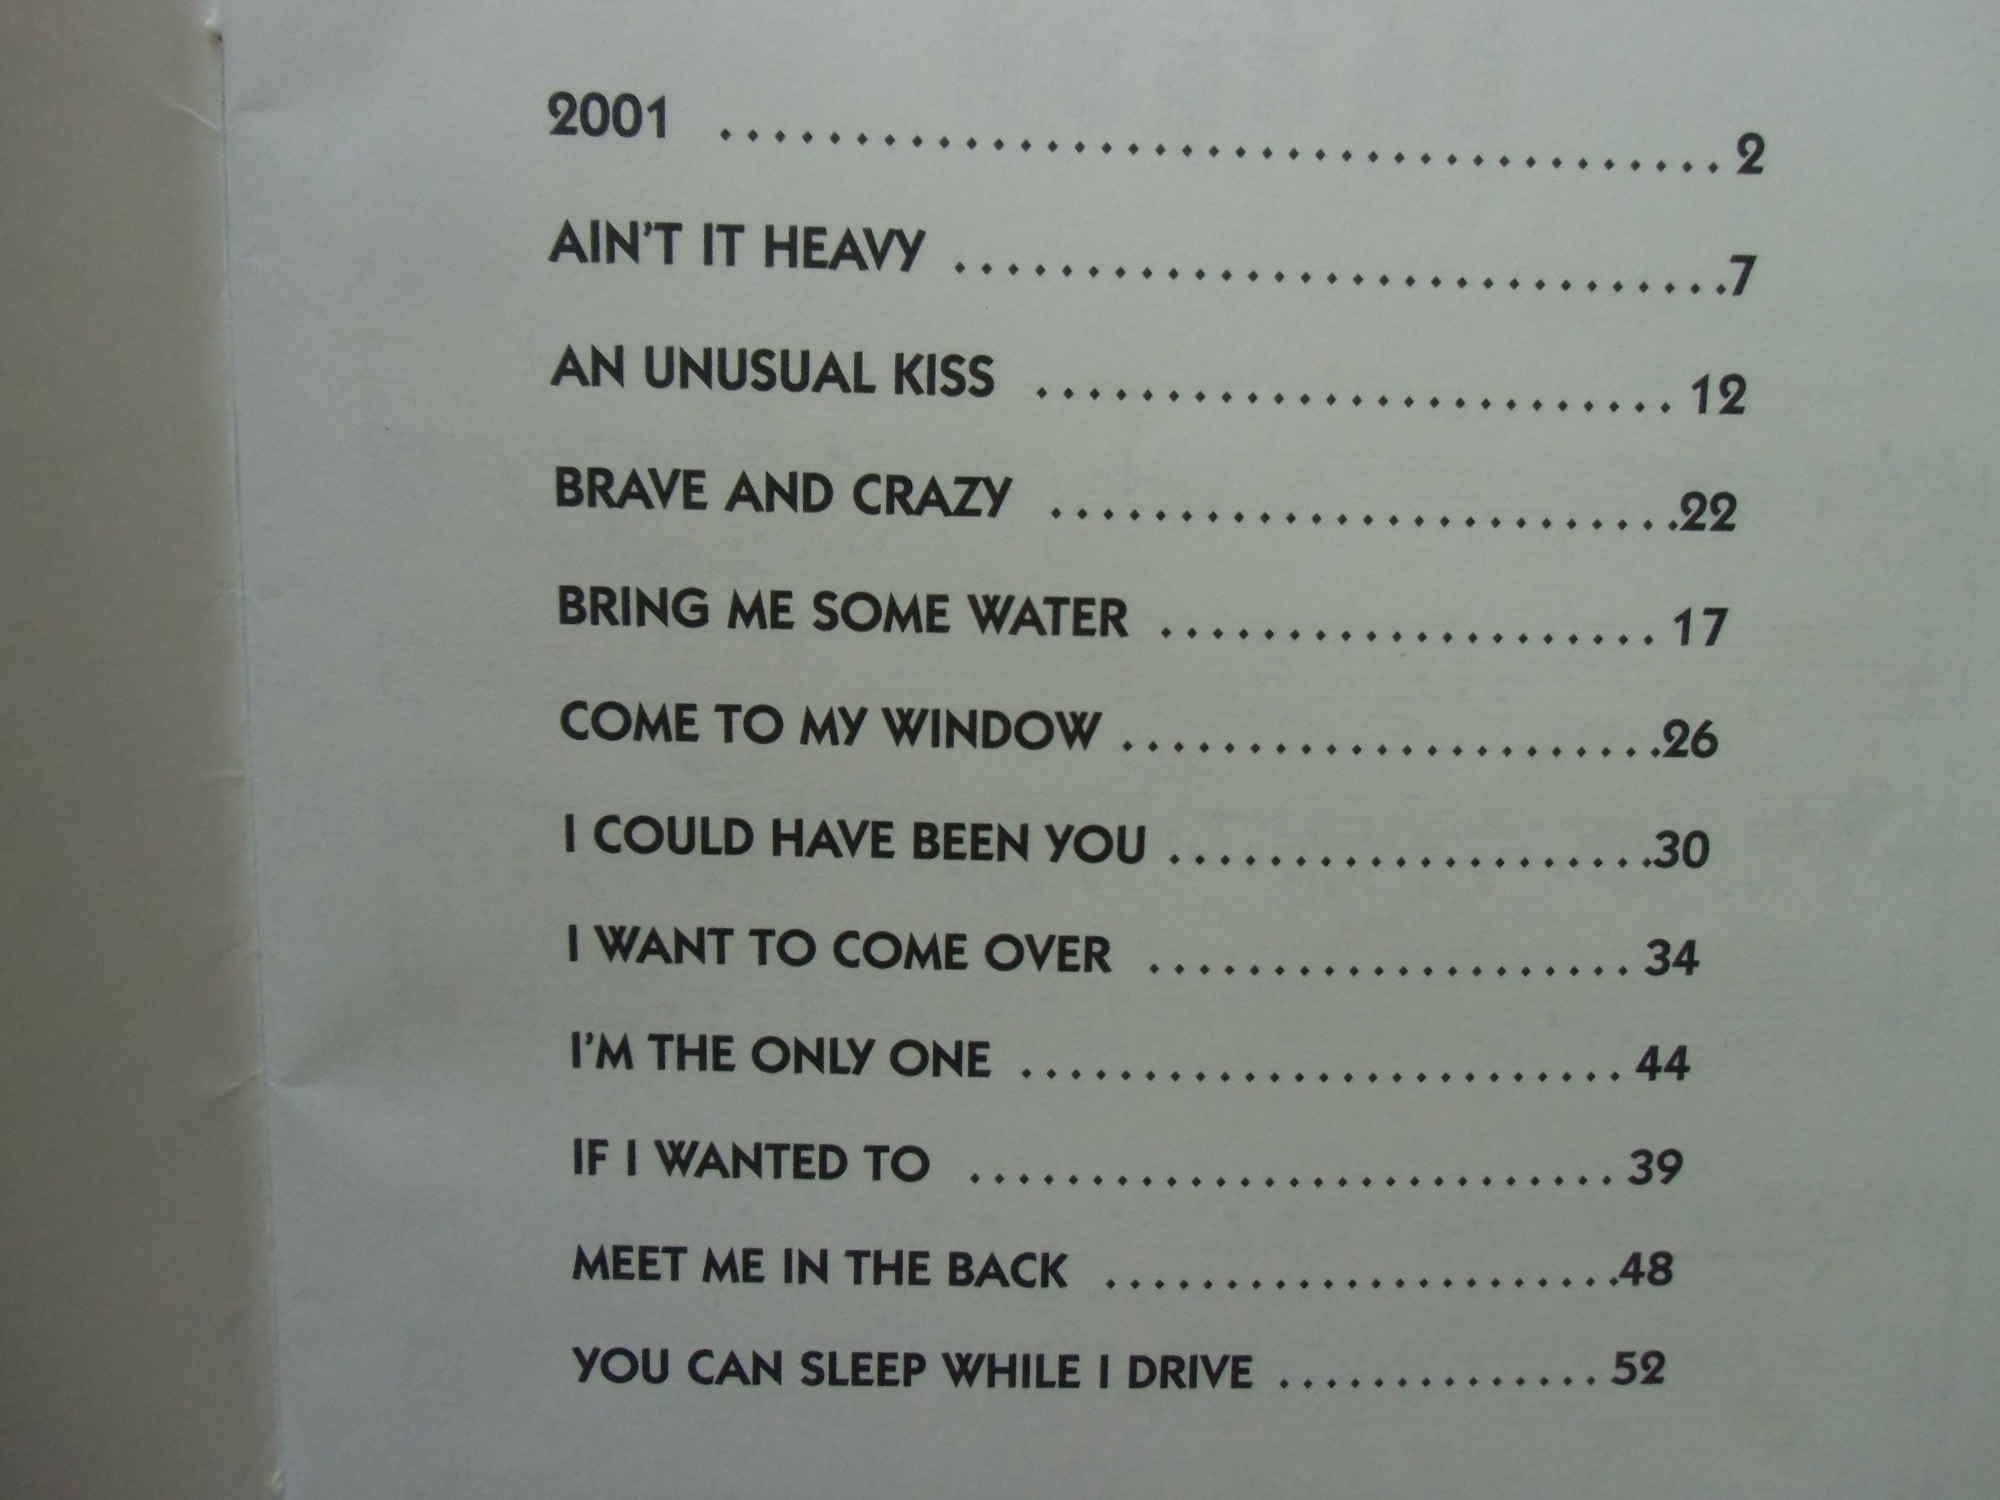 2001 ....................................... 2
AIN'T IT HEAVY ..............................7
AN UNUSUAL KISS ......................... 12
BRAVE AND CRAZY .........................22
BRING ME SOME WATER ................... 17
COME TO MY WINDOW ......................26
I COULD HAVE BEEN YOU ....................30
I WANT TO COME OVER .................... 34
I'M THE ONLY ONE ......................... 44
IF I WANTED TO ........................... 39
MEET ME IN THE BACK ......................48
YOU CAN SLEEP WHILE I DRIVE ............. 52